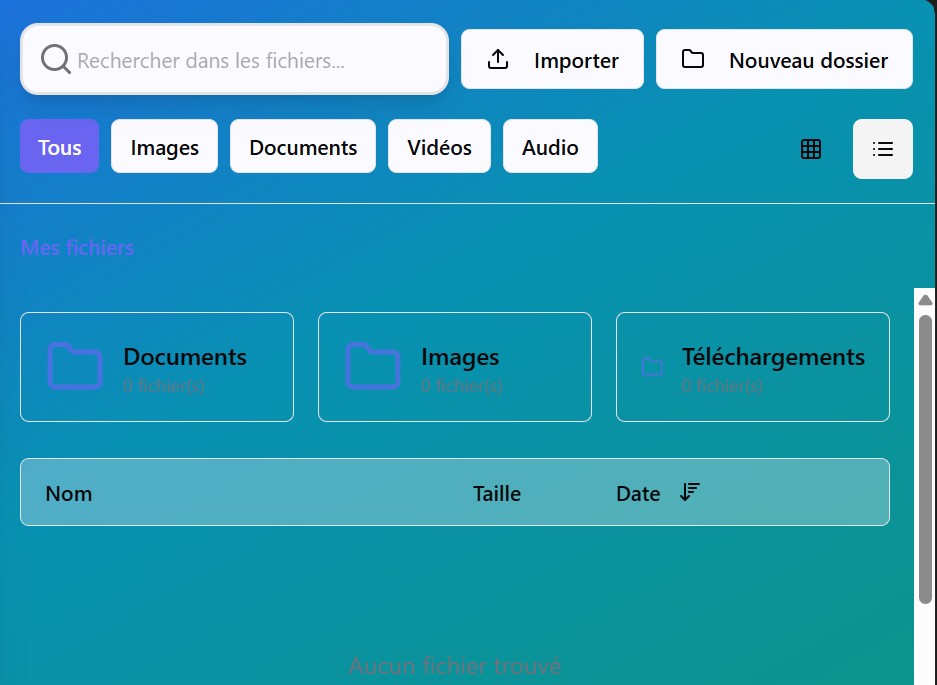 Rechercher dans les fichiers...
Importer
Nouveau dossier
Tous
Images
Documents
Vidéos
Audio
Mes fichiers
Documents
0 fichier(s)
Images
0 fichier(s)
Téléchargements
0 fichier(s)
Nom
Taille
Date
Aucun fichier trouvé